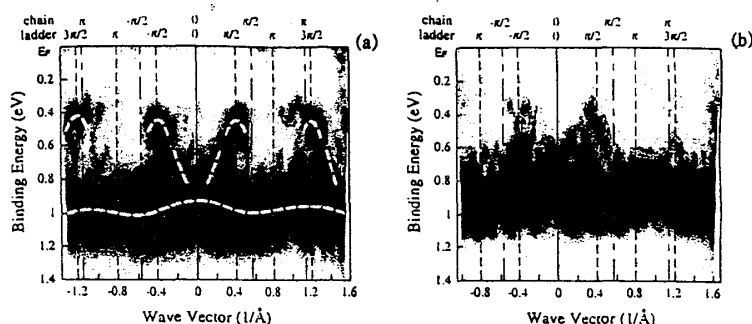 chain π -π/2 0 π/2 π
ladder 3π/2 π -π/2 0 π/2 π 3π/2
(a)
E_F
0.2
0.4
0.6
0.8
1
1.2
1.4
Binding Energy (eV)
-1.2 -0.8 -0.4 0 0.4 0.8 1.2 1.6
Wave Vector (1/Å)
chain -π/2 0 π/2 π
ladder π -π/2 0 π/2 π 3π/2
(b)
E_F
0.2
0.4
0.6
0.8
1
1.2
1.4
Binding Energy (eV)
-0.8 -0.4 0 0.4 0.8 1.2 1.6
Wave Vector (1/Å)